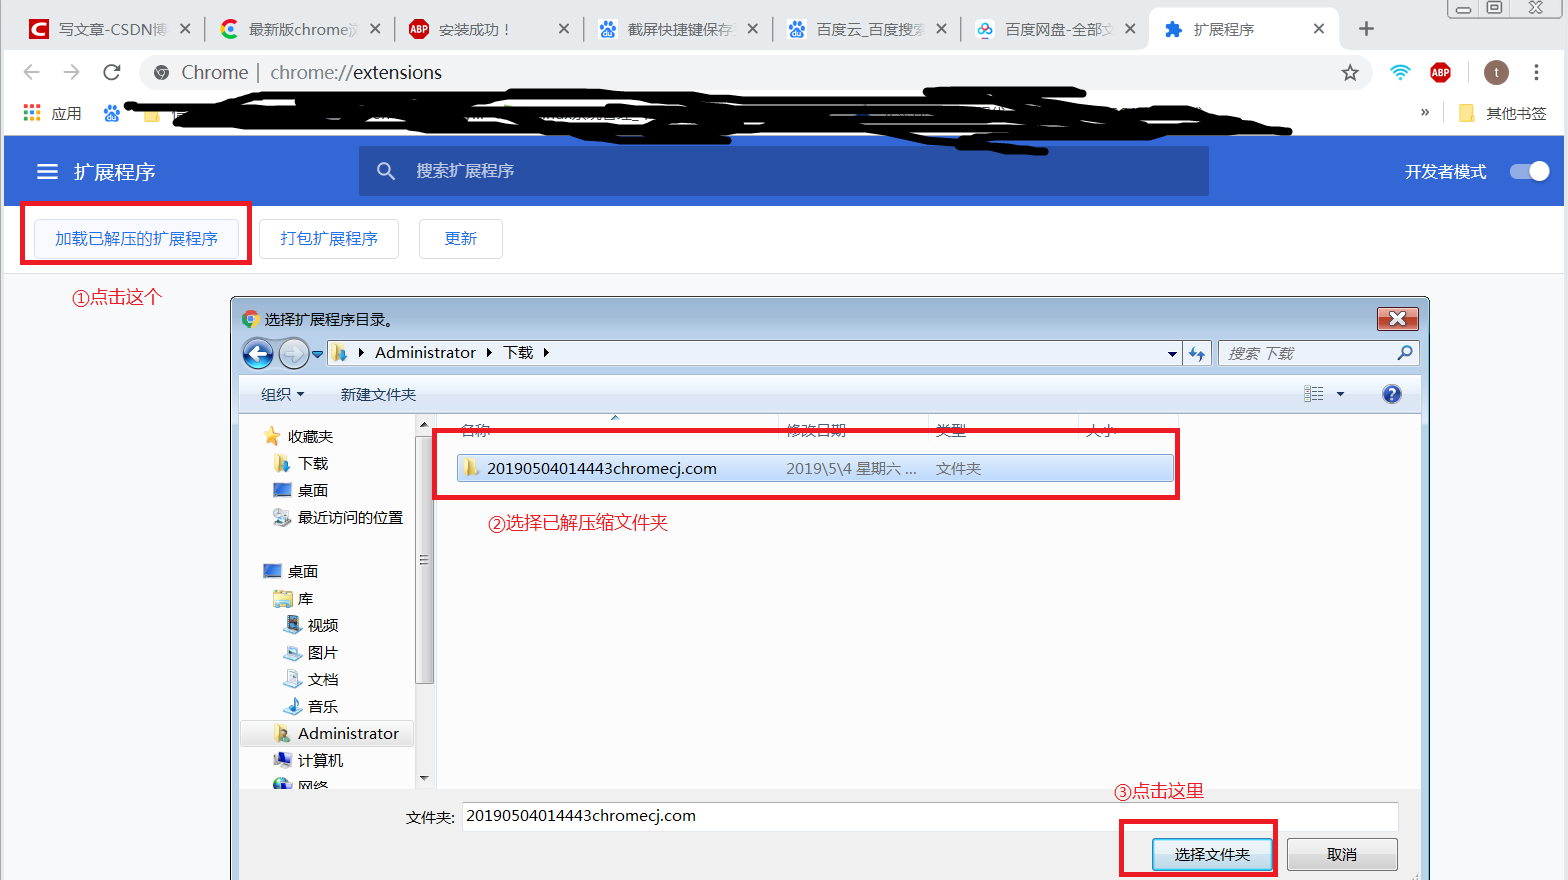 写文章-CSDN博
最新版chrome浏
安装成功！
截屏快捷键保存
百度云_百度搜索
百度网盘-全部文
扩展程序
Chrome
chrome://extensions
ABP
t
应用
»
其他书签
扩展程序
搜索扩展程序
开发者模式
加载已解压的扩展程序
打包扩展程序
更新
①点击这个
选择扩展程序目录。
Administrator
下载
搜索 下载
组织
新建文件夹
名称
修改日期
类型
大小
收藏夹
下载
桌面
最近访问的位置
桌面
库
视频
图片
文档
音乐
Administrator
计算机
网络
20190504014443chromecj.com
2019\5\4 星期六 ...
文件夹
②选择已解压缩文件夹
③点击这里
文件夹:
20190504014443chromecj.com
选择文件夹
取消